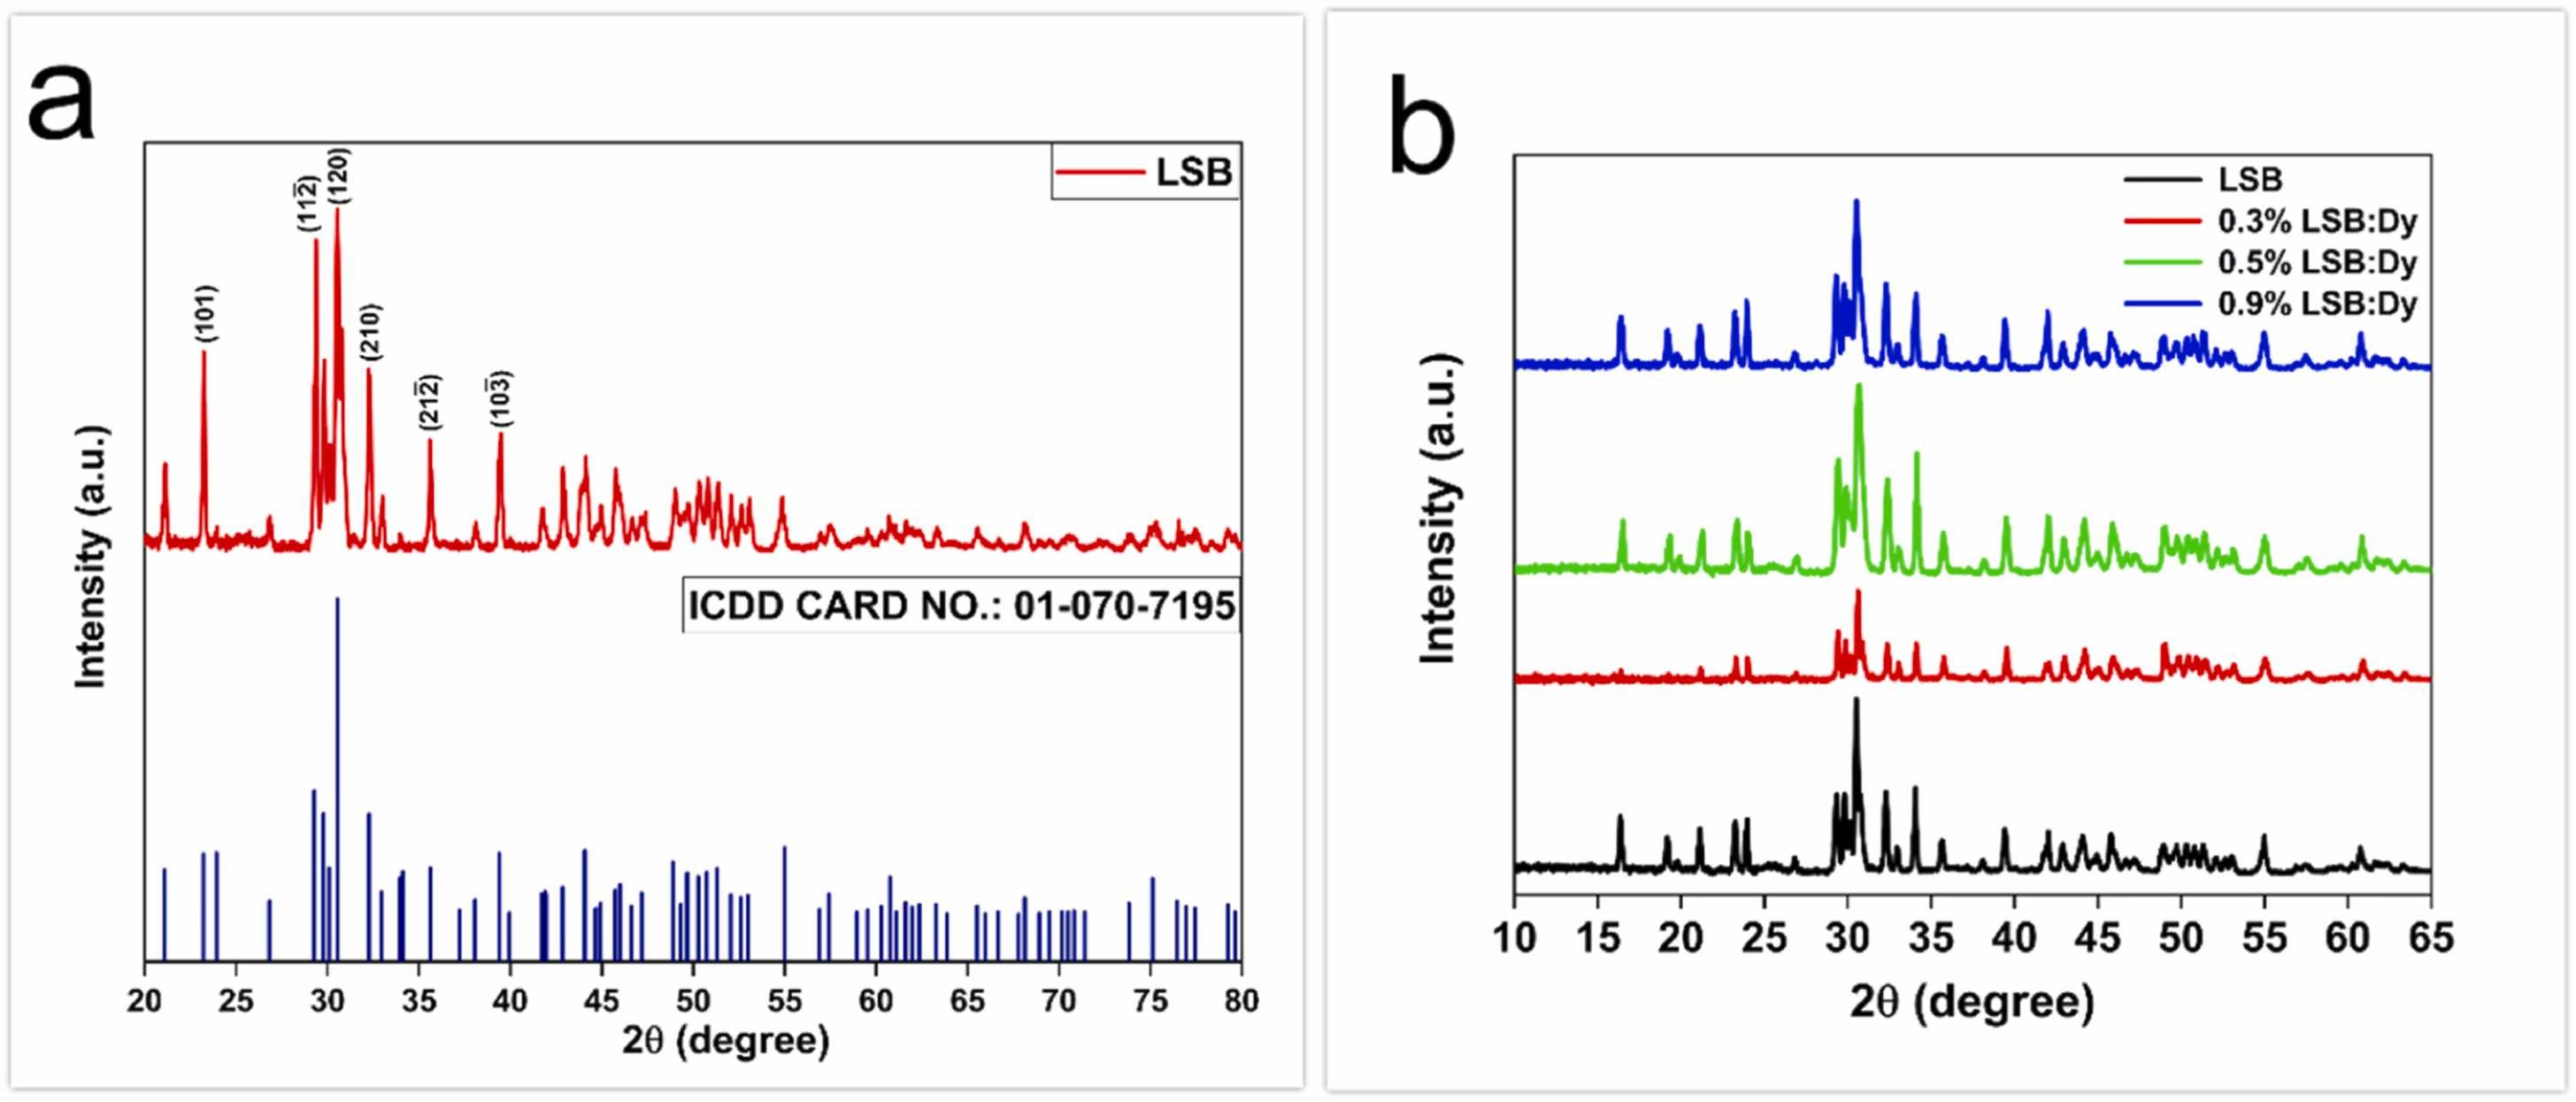 a
LSB
(101)
(112̅)
(120)
(210)
(212̅)
(103̅)
Intensity (a.u.)
ICDD CARD NO.: 01-070-7195
20 25 30 35 40 45 50 55 60 65 70 75 80
2θ (degree)
b
LSB
0.3% LSB:Dy
0.5% LSB:Dy
0.9% LSB:Dy
Intensity (a.u.)
10 15 20 25 30 35 40 45 50 55 60 65
2θ (degree)